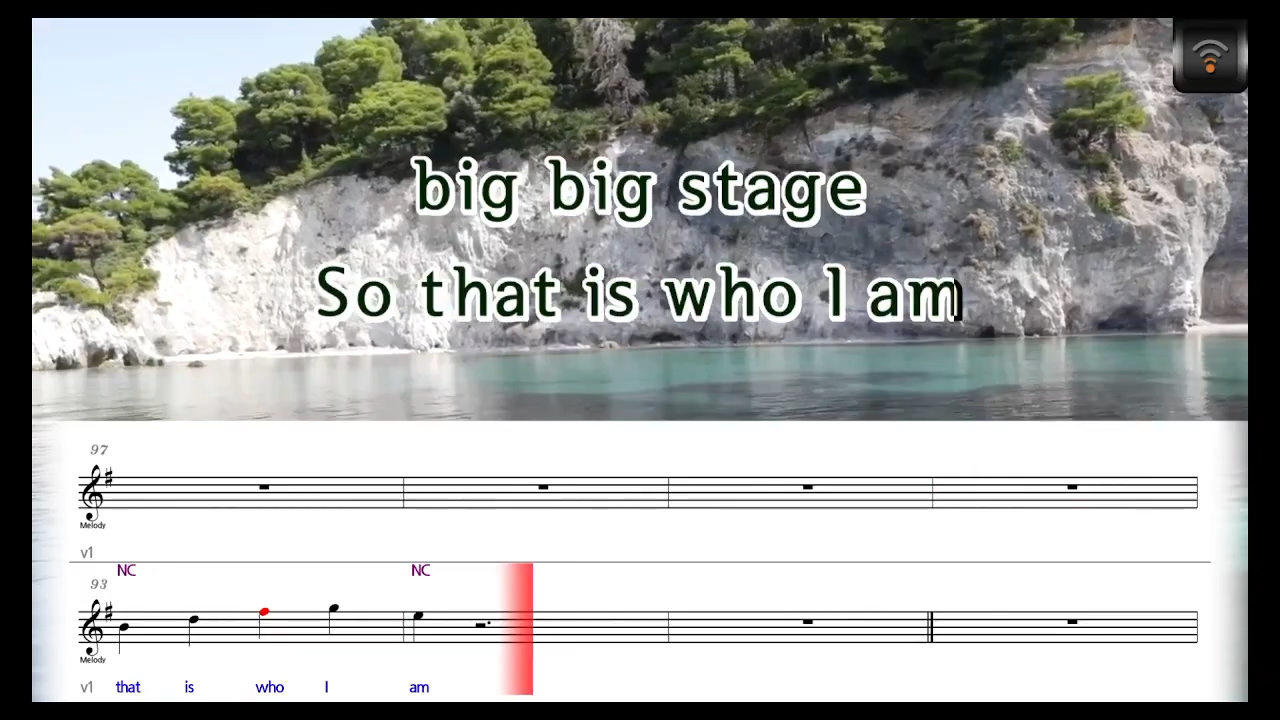 big big stage
So that is who I am
97
Melody
v1
NC NC
93
Melody
v1 that is who I am